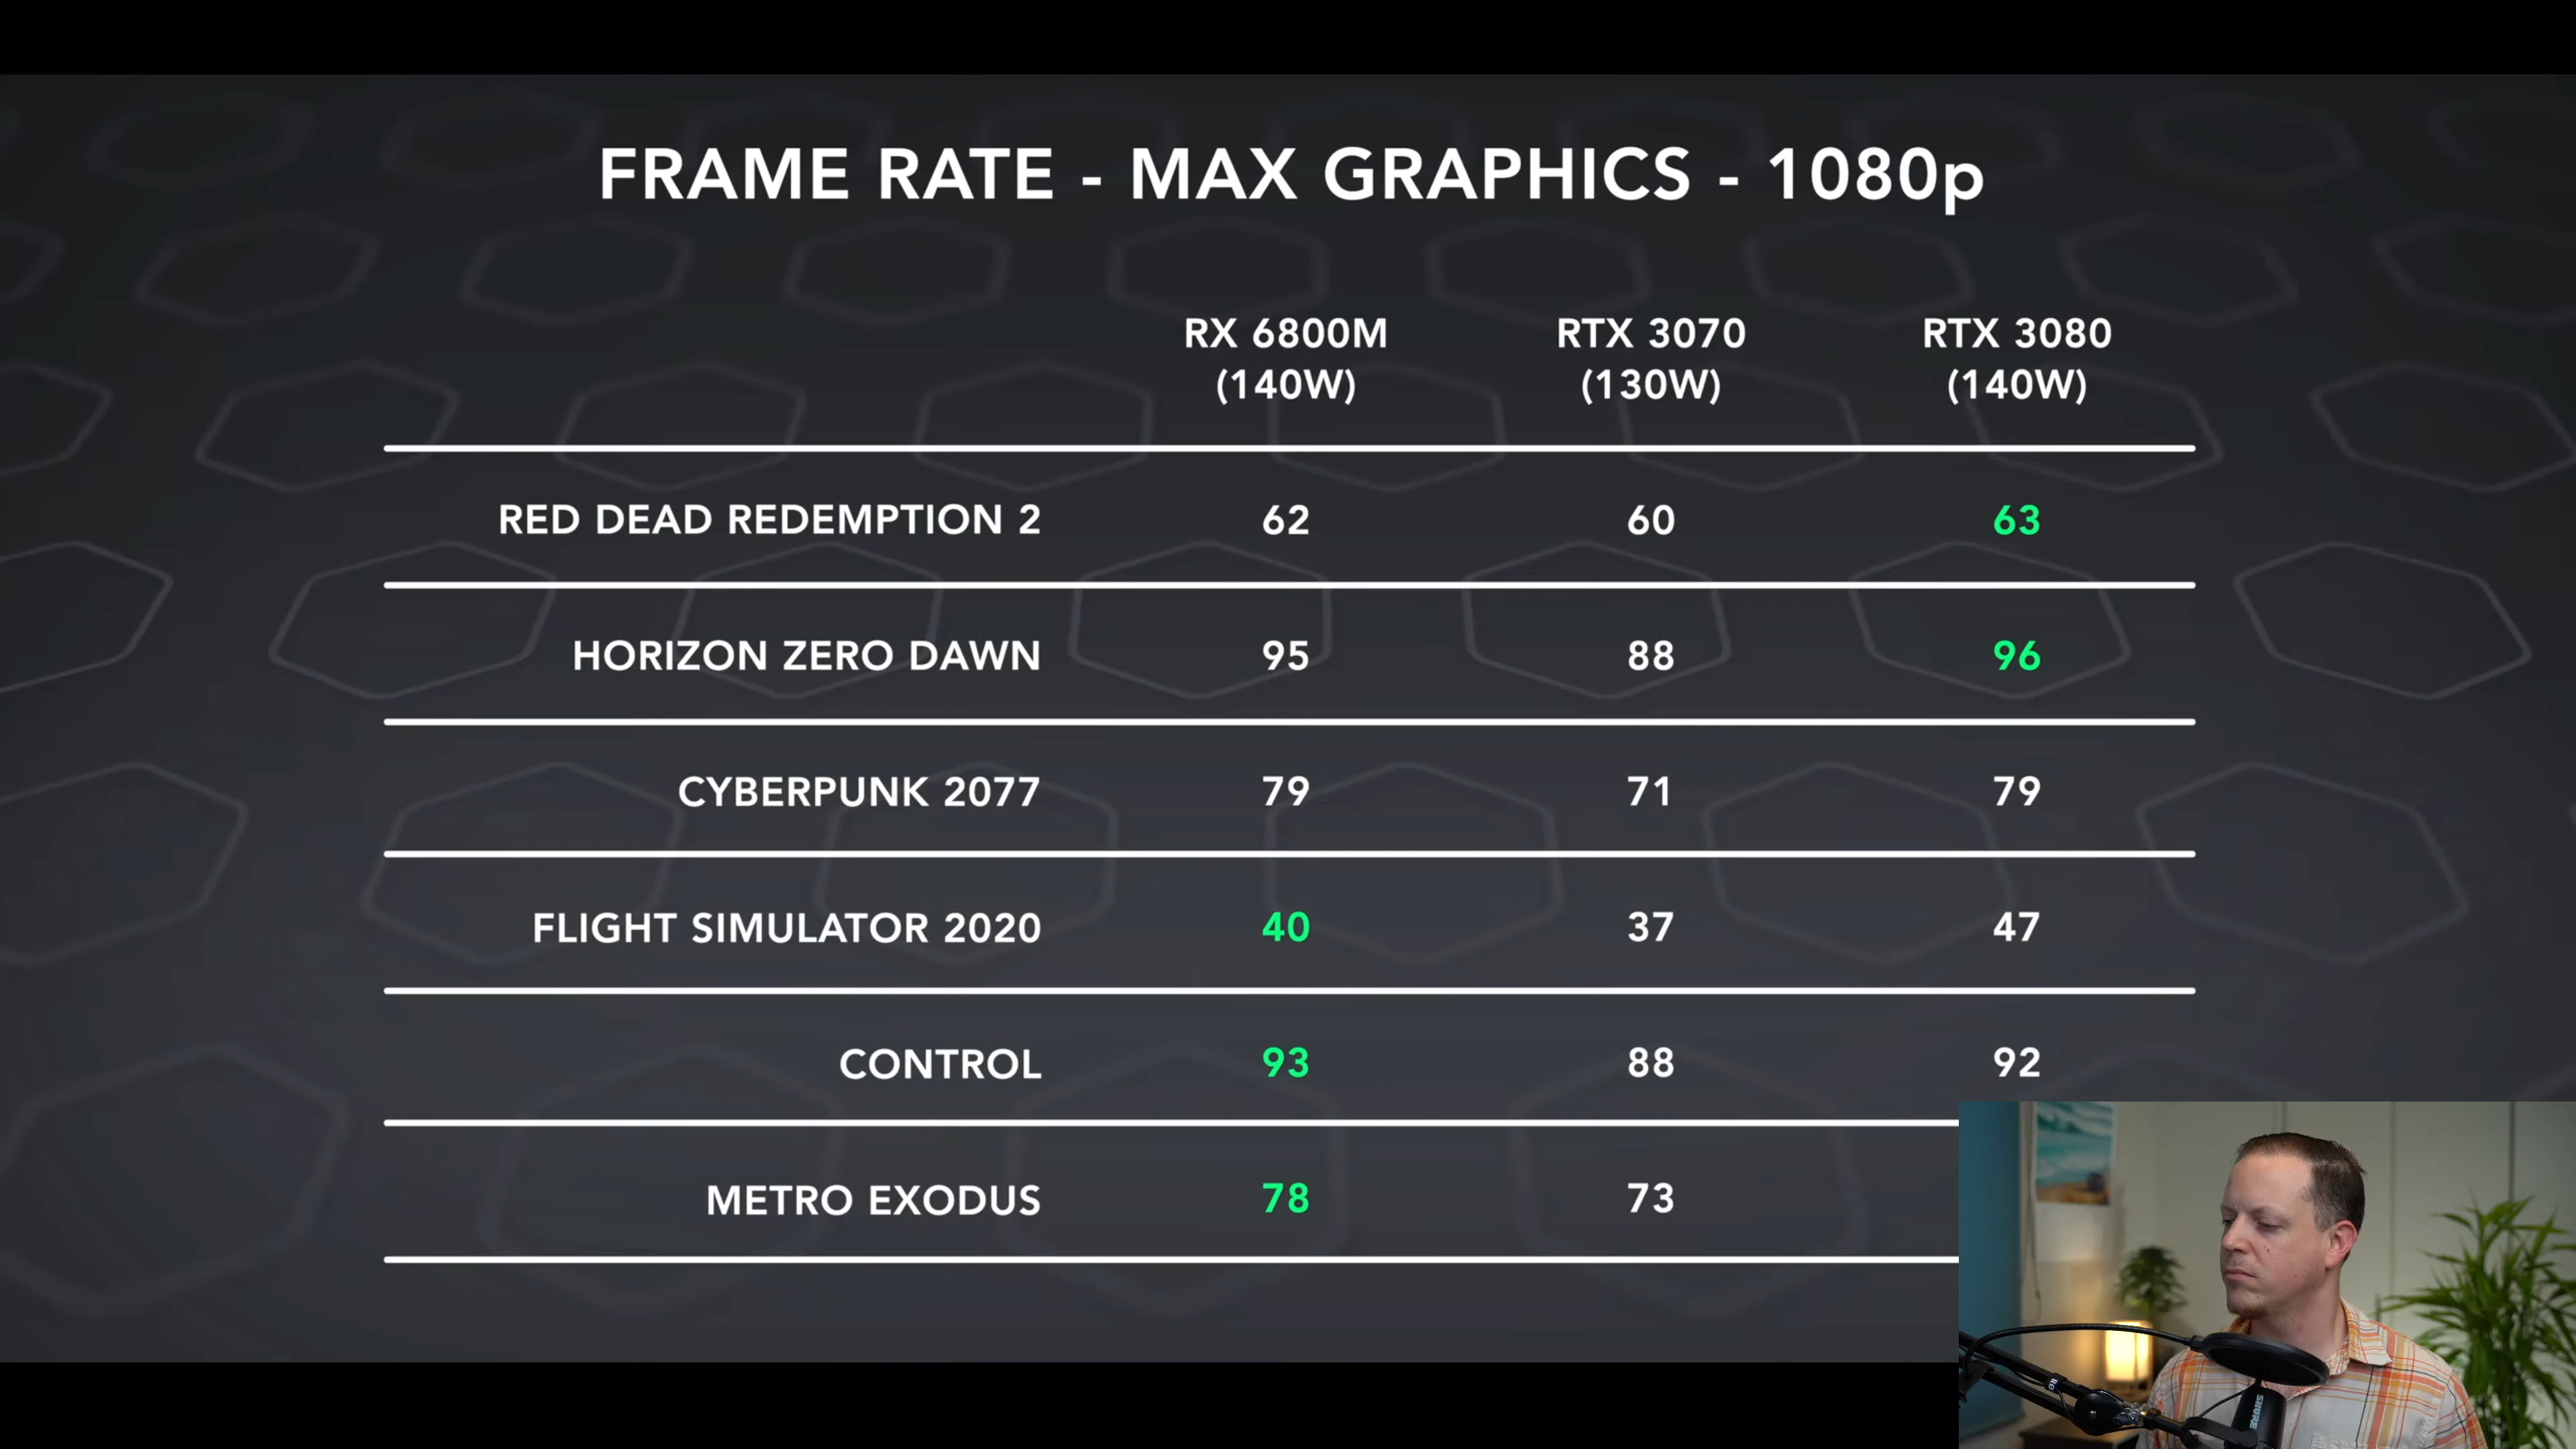 FRAME RATE - MAX GRAPHICS - 1080p
RX 6800M RTX 3070 RTX 3080
(140W) (130W) (140W)
RED DEAD REDEMPTION 2 62 60 63
HORIZON ZERO DAWN 95 88 96
CYBERPUNK 2077 79 71 79
FLIGHT SIMULATOR 2020 40 37 47
CONTROL 93 88 92
METRO EXODUS 78 73
SHURE